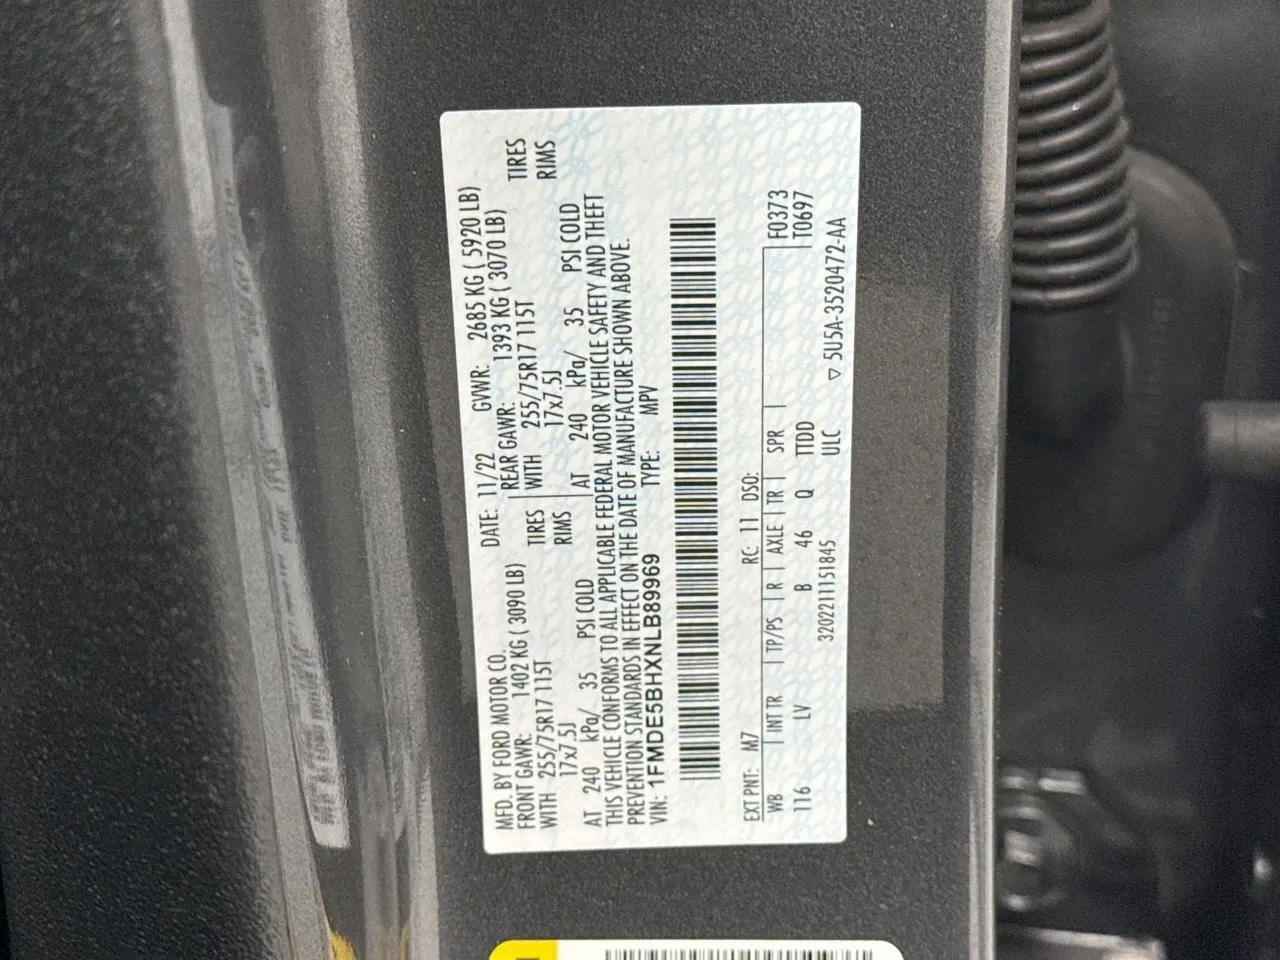 MFD. BY FORD MOTOR CO.
DATE: 11/22 GVWR: 2685 KG ( 5920 LB)
FRONT GAWR: 1402 KG ( 3090 LB)
REAR GAWR: 1393 KG ( 3070 LB)
WITH 255/75R17 115T TIRES
WITH 255/75R17 115T TIRES
17x7.5J RIMS
17x7.5J RIMS
AT 240 kPa/ 35 PSI COLD
AT 240 kPa/ 35 PSI COLD
THIS VEHICLE CONFORMS TO ALL APPLICABLE FEDERAL MOTOR VEHICLE SAFETY AND THEFT
PREVENTION STANDARDS IN EFFECT ON THE DATE OF MANUFACTURE SHOWN ABOVE.
VIN: 1FMDE5BHXNLB89969 TYPE: MPV
EXT PNT: M7 RC: 11 DSO:
WB INT TR TP/PS R AXLE TR SPR F0373
116 LV B 46 Q TTDD T0697
320221151845 ULC ▽ 5U5A-3520472-AA